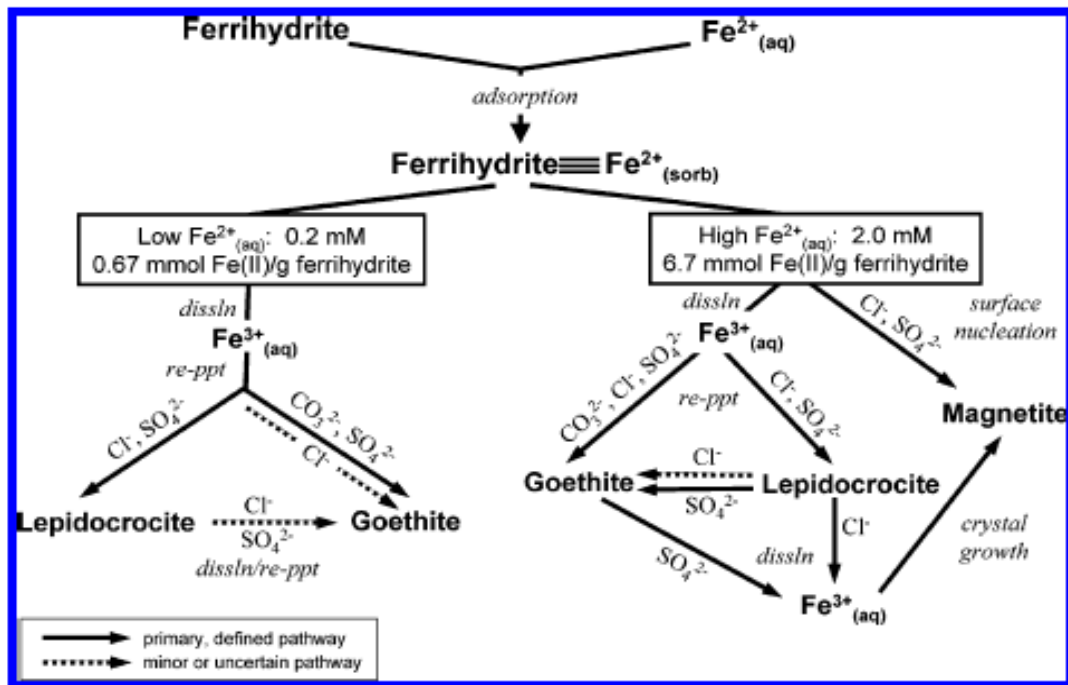 Ferrihydrite
Fe²⁺(aq)
adsorption
Ferrihydrite≡Fe²⁺(sorb)
Low Fe²⁺(aq): 0.2 mM
0.67 mmol Fe(II)/g ferrihydrite
High Fe²⁺(aq): 2.0 mM
6.7 mmol Fe(II)/g ferrihydrite
dissln
Fe³⁺(aq)
re-ppt
Cl⁻, SO₄²⁻
CO₃²⁻, SO₄²⁻
Cl⁻
Lepidocrocite
Cl⁻
SO₄²⁻
Goethite
dissln/re-ppt
dissln
Fe³⁺(aq)
Cl⁻, SO₄²⁻
surface
nucleation
CO₃²⁻, Cl⁻, SO₄²⁻
re-ppt
Cl⁻, SO₄²⁻
Magnetite
Goethite
Cl⁻
SO₄²⁻
Lepidocrocite
SO₄²⁻
dissln
Cl⁻
crystal
growth
Fe³⁺(aq)
primary, defined pathway
minor or uncertain pathway